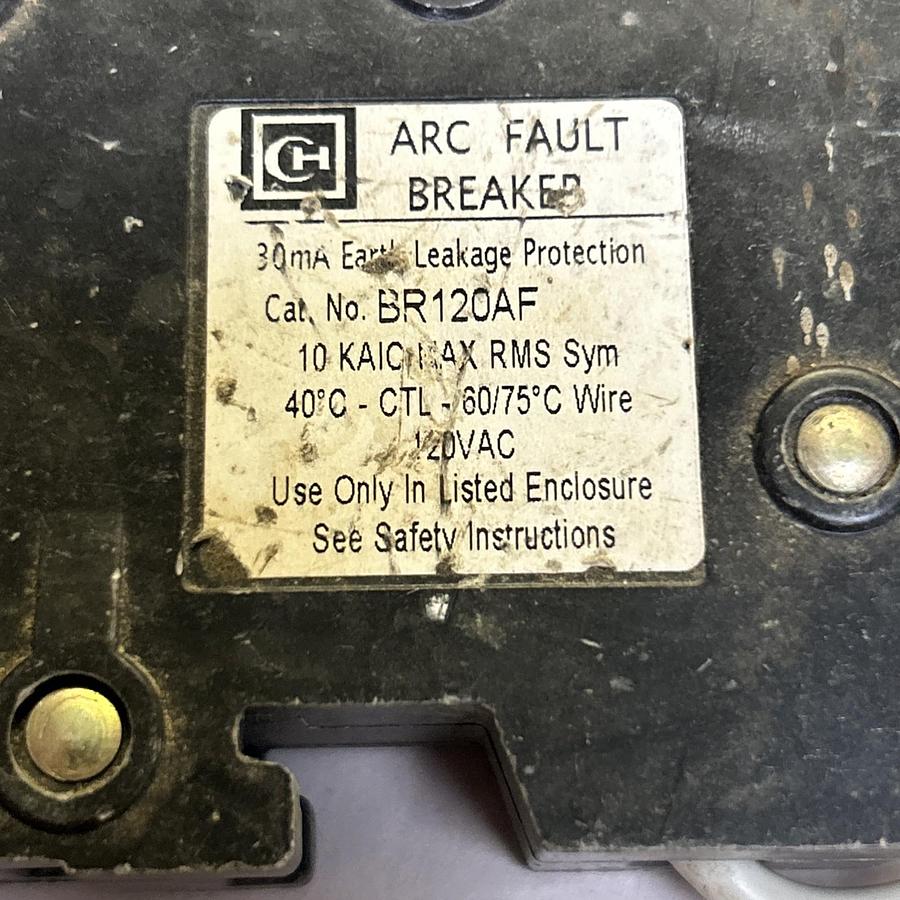 CH
ARC FAULT
BREAKER
30mA Earth Leakage Protection
Cat. No. BR120AF
10 KAIC MAX RMS Sym
40°C - CTL - 60/75°C Wire
120VAC
Use Only In Listed Enclosure
See Safety Instructions